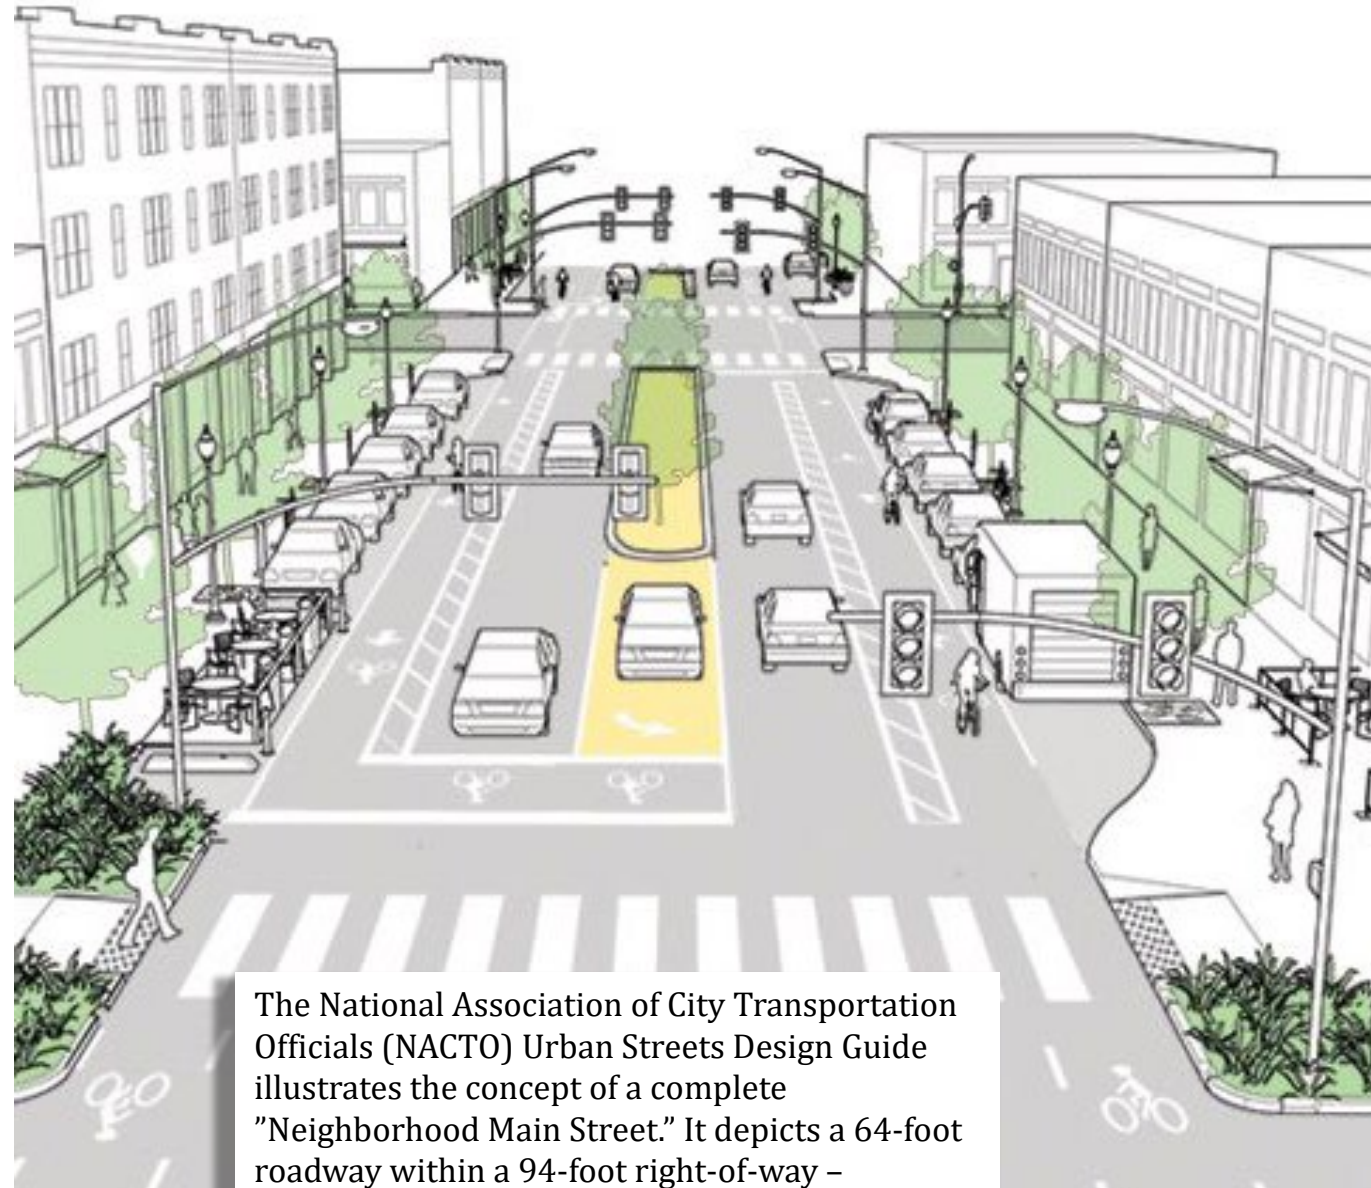 The National Association of City Transportation
Officials (NACTO) Urban Streets Design Guide
illustrates the concept of a complete
”Neighborhood Main Street.” It depicts a 64-foot
roadway within a 94-foot right-of-way –